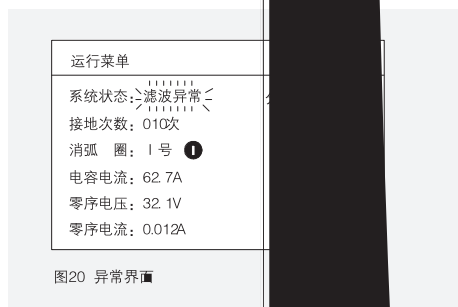 运行菜单
系统状态:滤波异常
接地次数:010次
消弧 圈:1号 I
电容电流:62.7A
零序电压:32.1V
零序电流:0.012A
图20 异常界面